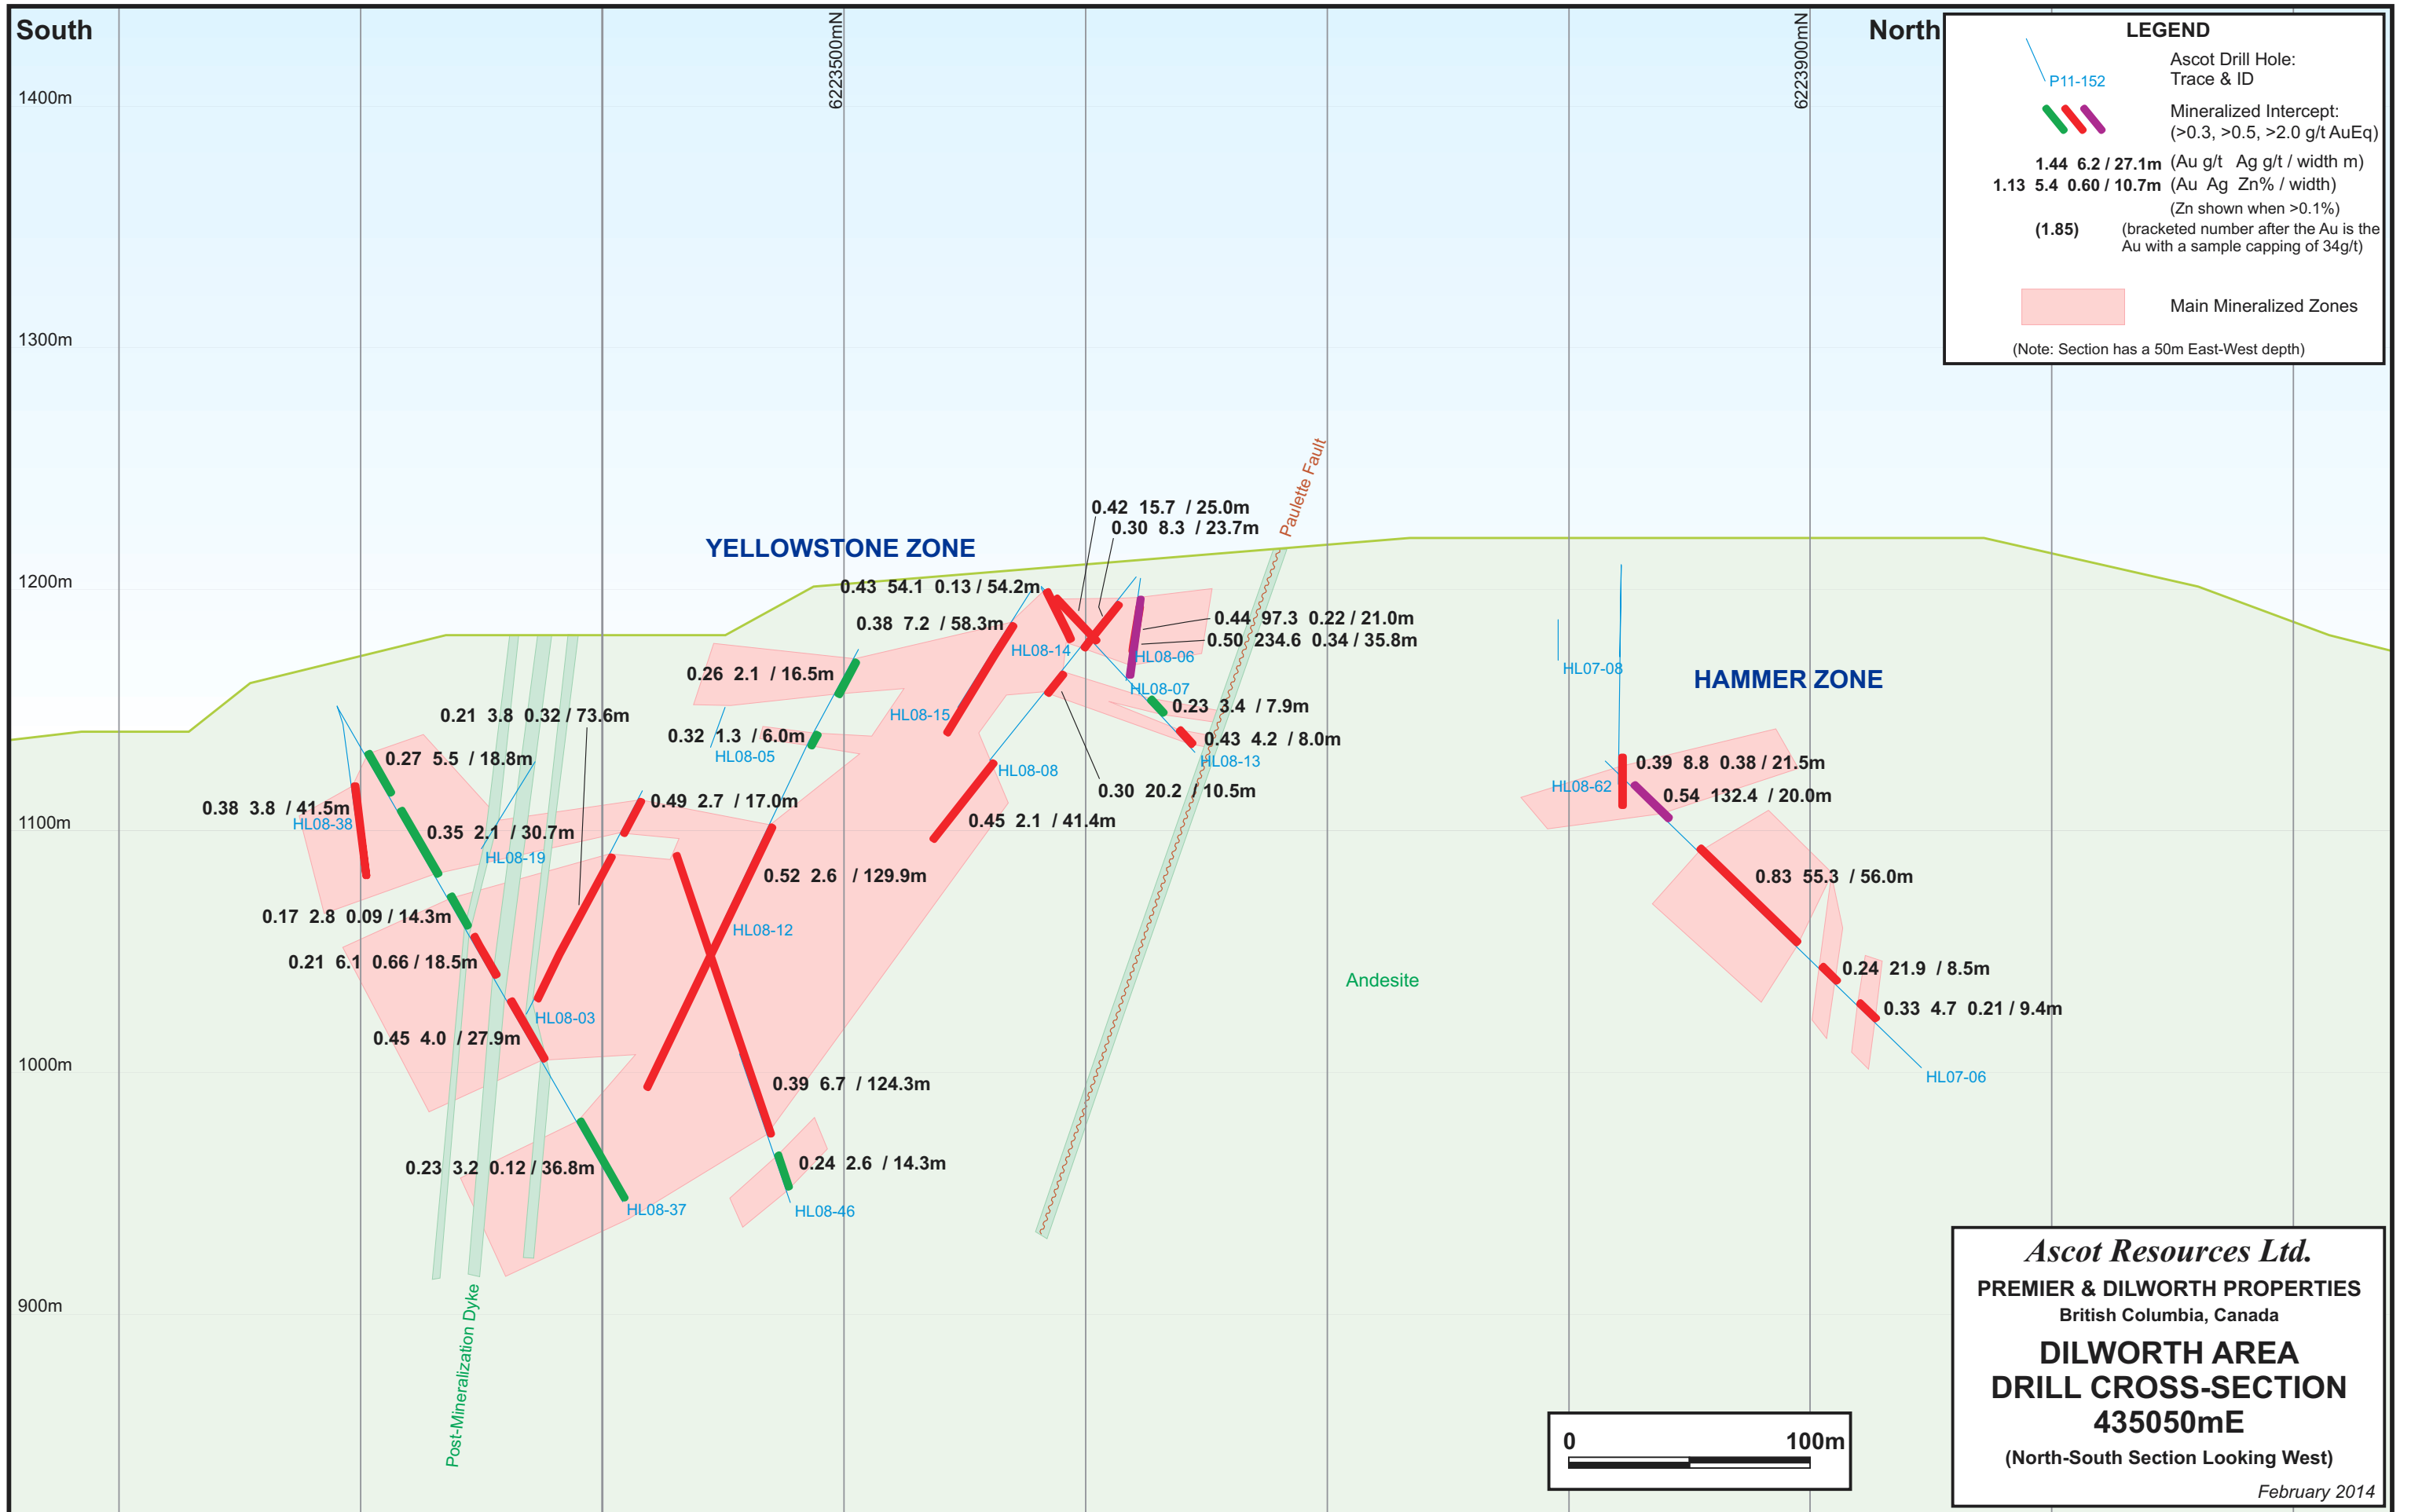 South
6223500mN
6223900mN
North
1400m
1300m
1200m
1100m
1000m
900m
LEGEND
P11-152
Ascot Drill Hole:
Trace & ID
Mineralized Intercept:
(>0.3, >0.5, >2.0 g/t AuEq)
1.44 6.2 / 27.1m (Au g/t Ag g/t / width m)
1.13 5.4 0.60 / 10.7m (Au Ag Zn% / width)
(Zn shown when >0.1%)
(1.85) (bracketed number after the Au is the
Au with a sample capping of 34g/t)
Main Mineralized Zones
(Note: Section has a 50m East-West depth)
Paulette Fault
YELLOWSTONE ZONE
0.42 15.7 / 25.0m
0.30 8.3 / 23.7m
0.43 54.1 0.13 / 54.2m
0.38 7.2 / 58.3m
0.44 97.3 0.22 / 21.0m
0.50 234.6 0.34 / 35.8m
HL08-14
HL08-06
HL08-07
0.26 2.1 / 16.5m
HL08-15
0.23 3.4 / 7.9m
0.21 3.8 0.32 / 73.6m
0.32 1.3 / 6.0m
HL08-05
0.43 4.2 / 8.0m
HL08-13
0.27 5.5 / 18.8m
HL08-08
0.30 20.2 / 10.5m
0.38 3.8 / 41.5m
HL08-38
0.49 2.7 / 17.0m
0.45 2.1 / 41.4m
0.35 2.1 / 30.7m
HL08-19
0.52 2.6 / 129.9m
0.17 2.8 0.09 / 14.3m
HL08-12
0.21 6.1 0.66 / 18.5m
HL08-03
0.45 4.0 / 27.9m
0.39 6.7 / 124.3m
0.23 3.2 0.12 / 36.8m
0.24 2.6 / 14.3m
HL08-37
HL08-46
Post-Mineralization Dyke
Andesite
HL07-08
HAMMER ZONE
0.39 8.8 0.38 / 21.5m
HL08-62
0.54 132.4 / 20.0m
0.83 55.3 / 56.0m
0.24 21.9 / 8.5m
0.33 4.7 0.21 / 9.4m
HL07-06
0 100m
Ascot Resources Ltd.
PREMIER & DILWORTH PROPERTIES
British Columbia, Canada
DILWORTH AREA
DRILL CROSS-SECTION
435050mE
(North-South Section Looking West)
February 2014